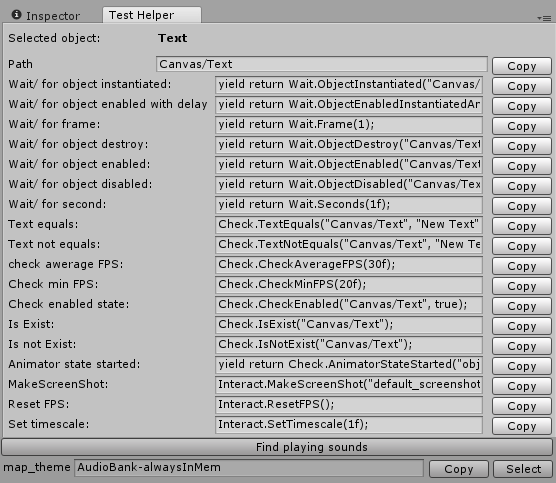 Inspector Test Helper
Selected object: Text
Path Canvas/Text Copy
Wait/ for object instantiated: yield return Wait.ObjectInstantiated("Canvas/ Copy
Wait/ for object enabled with delay yield return Wait.ObjectEnabledInstantiatedAn Copy
Wait/ for frame: yield return Wait.Frame(1); Copy
Wait/ for object destroy: yield return Wait.ObjectDestroy("Canvas/Text Copy
Wait/ for object enabled: yield return Wait.ObjectEnabled("Canvas/Text Copy
Wait/ for object disabled: yield return Wait.ObjectDisabled("Canvas/Tex Copy
Wait/ for second: yield return Wait.Seconds(1f); Copy
Text equals: Check.TextEquals("Canvas/Text", "New Text" Copy
Text not equals: Check.TextNotEquals("Canvas/Text", "New Te Copy
check awerage FPS: Check.CheckAverageFPS(30f); Copy
Check min FPS: Check.CheckMinFPS(20f); Copy
Check enabled state: Check.CheckEnabled("Canvas/Text", true); Copy
Is Exist: Check.IsExist("Canvas/Text"); Copy
Is not Exist: Check.IsNotExist("Canvas/Text"); Copy
Animator state started: yield return Check.AnimatorStateStarted("obj Copy
MakeScreenShot: Interact.MakeScreenShot("default_screenshot Copy
Reset FPS: Interact.ResetFPS(); Copy
Set timescale: Interact.SetTimescale(1f); Copy
Find playing sounds
map_theme AudioBank-alwaysInMem Copy Select